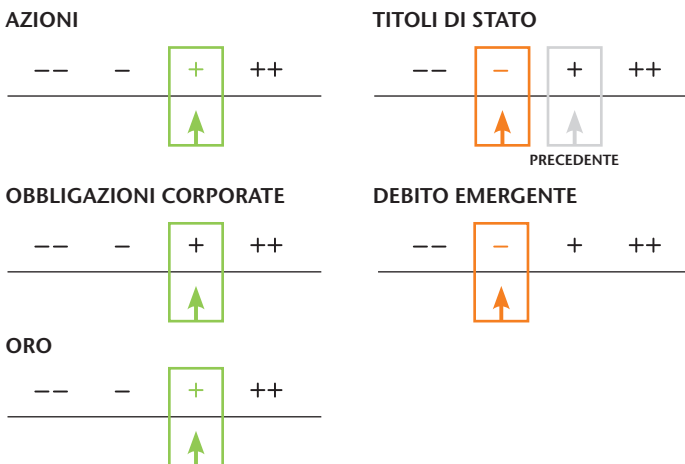 AZIONI
−− − + ++
TITOLI DI STATO
−− − + ++
PRECEDENTE
OBBLIGAZIONI CORPORATE
−− − + ++
DEBITO EMERGENTE
−− − + ++
ORO
−− − + ++